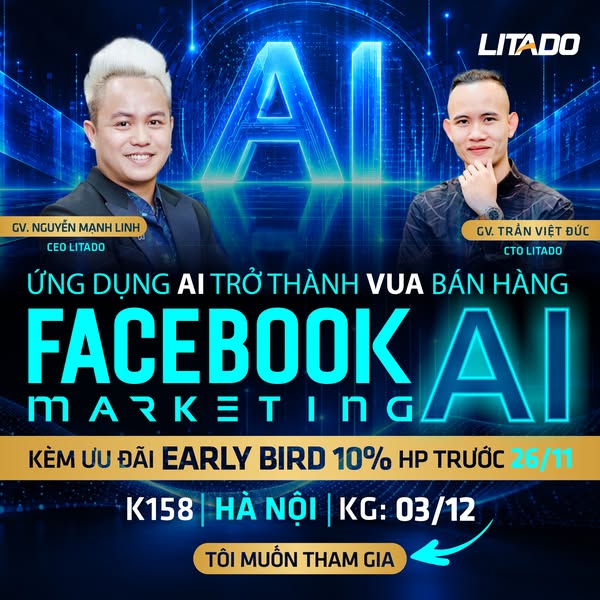 AI
LITADO
GV. NGUYỄN MẠNH LINH
CEO LITADO
GV. TRẦN VIỆT ĐỨC
CTO LITADO
ỨNG DỤNG AI TRỞ THÀNH VUA BÁN HÀNG
FACEBOOK
MARKETING
AI
KÈM ƯU ĐÃI EARLY BIRD 10% HP TRƯỚC 26/11
K158 | HÀ NỘI | KG: 03/12
TÔI MUỐN THAM GIA